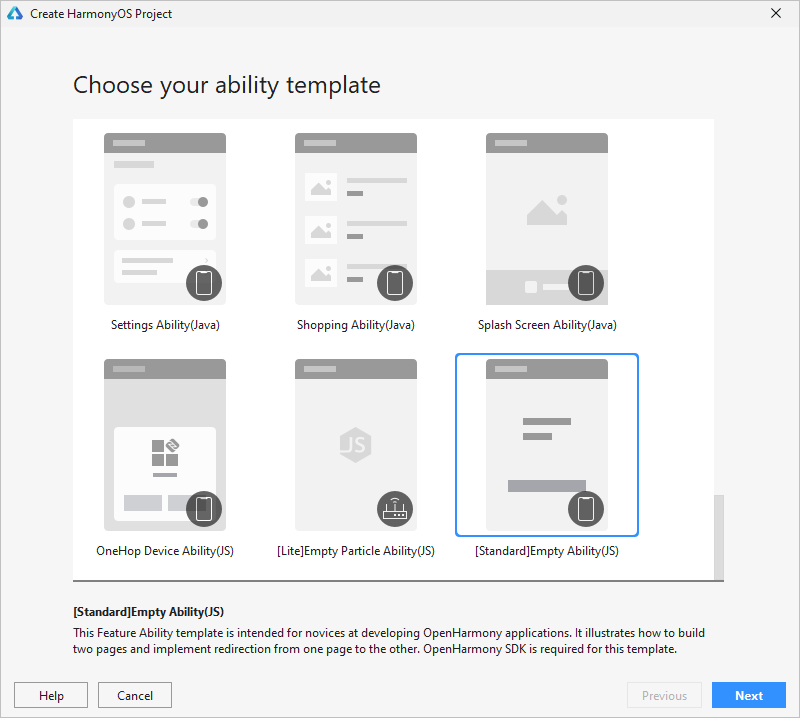 Create HarmonyOS Project
Choose your ability template
Settings Ability(Java)
Shopping Ability(Java)
Splash Screen Ability(Java)
JS
OneHop Device Ability(JS)
[Lite]Empty Particle Ability(JS)
[Standard]Empty Ability(JS)
[Standard]Empty Ability(JS)
This Feature Ability template is intended for novices at developing OpenHarmony applications. It illustrates how to build
two pages and implement redirection from one page to the other. OpenHarmony SDK is required for this template.
Help
Cancel
Previous
Next